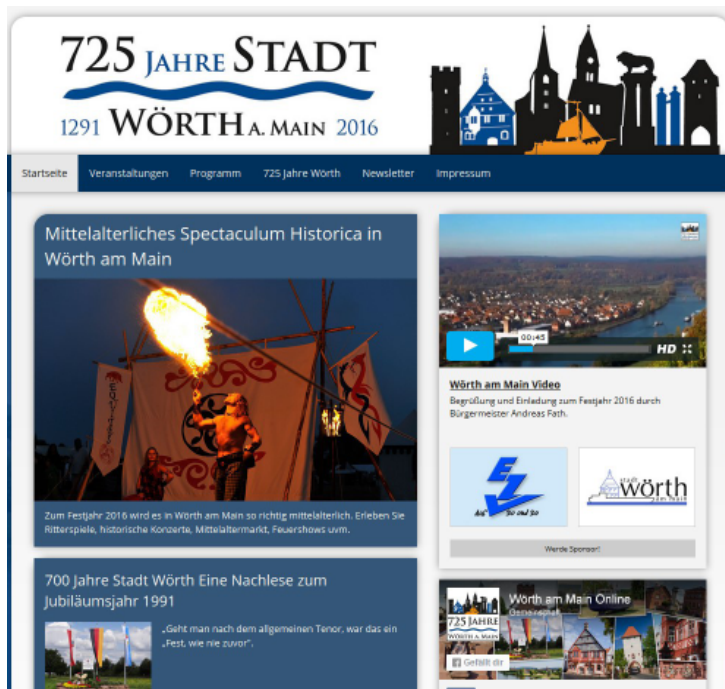 725 JAHRE STADT
1291 WÖRTH A. MAIN 2016
Startseite Veranstaltungen Programm 725 Jahre Wörth Newsletter Impressum
Mittelalterliches Spectaculum Historica in
Wörth am Main
Zum Festjahr 2016 wird es in Wörth am Main so richtig mittelalterlich. Erleben Sie
Ritterspiele, historische Konzerte, Mittelaltermarkt, Feuershows uvm.
700 Jahre Stadt Wörth Eine Nachlese zum
Jubiläumsjahr 1991
„Geht man nach dem allgemeinen Tenor, war das ein
„Fest, wie nie zuvor".
00:45
HD
Wörth am Main Video
Begrüßung und Einladung zum Festjahr 2016 durch
Bürgermeister Andreas Fath.
EZV
stadt
wörth
am main
Werde Sponsor!
Wörth am Main Online
Gemeinschaft
725 JAHRE
WÖRTH A. MAIN
Gefällt dir